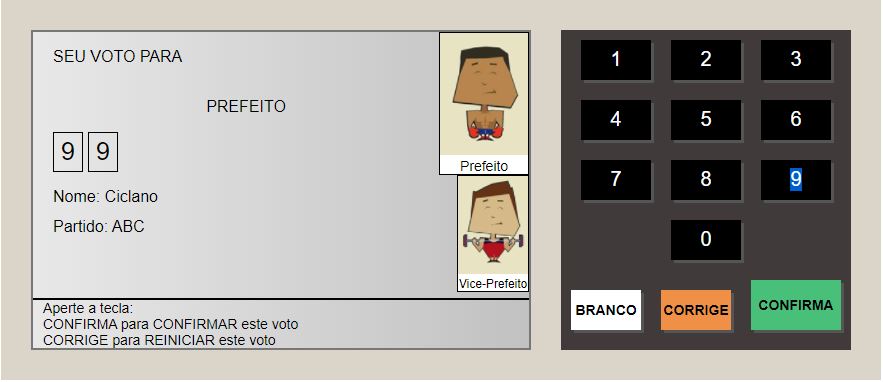 SEU VOTO PARA
PREFEITO
9 9
Nome: Ciclano
Partido: ABC
Prefeito
Vice-Prefeito
Aperte a tecla:
CONFIRMA para CONFIRMAR este voto
CORRIGE para REINICIAR este voto
1 2 3
4 5 6
7 8 9
0
BRANCO CORRIGE CONFIRMA